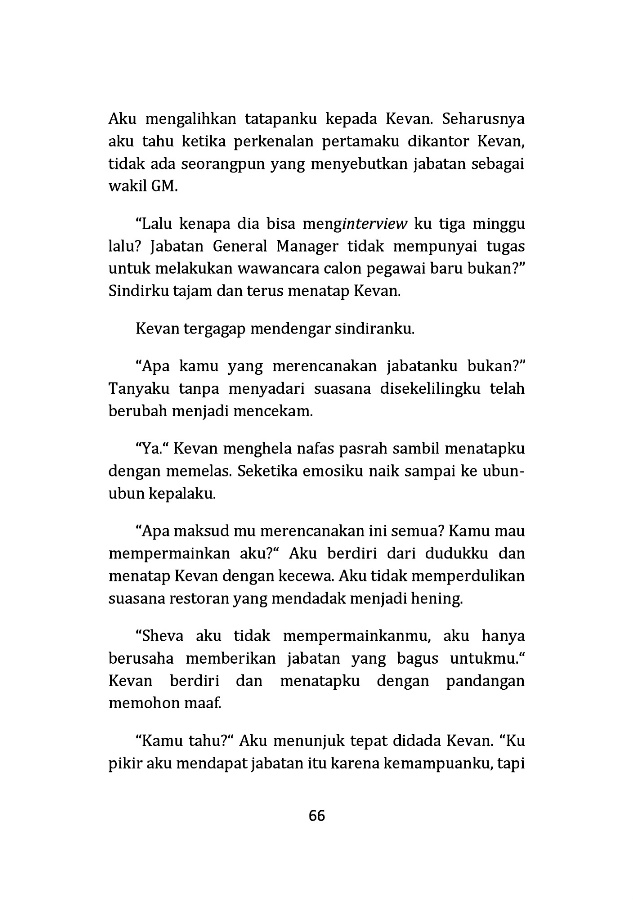 Aku mengalihkan tatapanku kepada Kevan. Seharusnya
aku tahu ketika perkenalan pertamaku dikantor Kevan,
tidak ada seorangpun yang menyebutkan jabatan sebagai
wakil GM.
“Lalu kenapa dia bisa menginterview ku tiga minggu
lalu? Jabatan General Manager tidak mempunyai tugas
untuk melakukan wawancara calon pegawai baru bukan?”
Sindirku tajam dan terus menatap Kevan.
Kevan tergagap mendengar sindiranku.
“Apa kamu yang merencanakan jabatanku bukan?”
Tanyaku tanpa menyadari suasana disekelilingku telah
berubah menjadi mencekam.
“Ya.“ Kevan menghela nafas pasrah sambil menatapku
dengan memelas. Seketika emosiku naik sampai ke ubun-
ubun kepalaku.
“Apa maksud mu merencanakan ini semua? Kamu mau
mempermainkan aku?“ Aku berdiri dari dudukku dan
menatap Kevan dengan kecewa. Aku tidak memperdulikan
suasana restoran yang mendadak menjadi hening.
“Sheva aku tidak mempermainkanmu, aku hanya
berusaha memberikan jabatan yang bagus untukmu.“
Kevan berdiri dan menatapku dengan pandangan
memohon maaf.
“Kamu tahu?“ Aku menunjuk tepat didada Kevan. “Ku
pikir aku mendapat jabatan itu karena kemampuanku, tapi
66